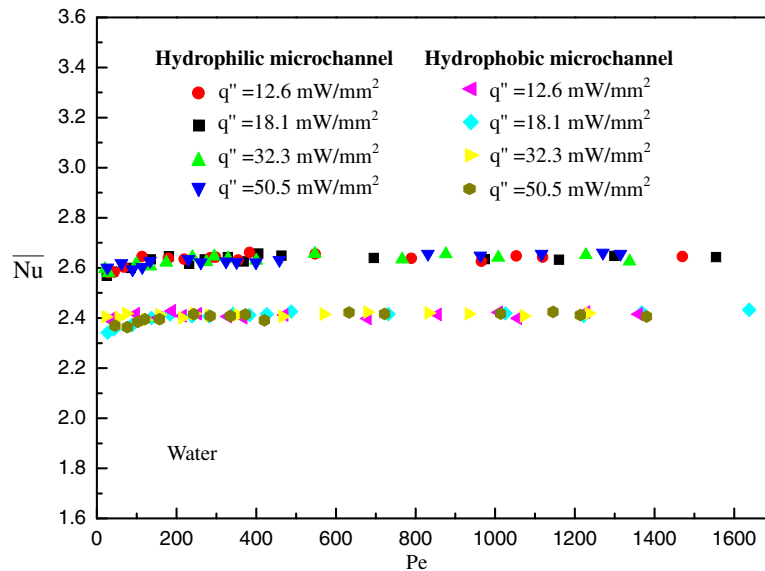 3.6
3.4
3.2
3.0
2.8
2.6
2.4
2.2
2.0
1.8
1.6
Nu
Hydrophilic microchannel
q" =12.6 mW/mm²
q" =18.1 mW/mm²
q" =32.3 mW/mm²
q" =50.5 mW/mm²
Hydrophobic microchannel
q" =12.6 mW/mm²
q" =18.1 mW/mm²
q" =32.3 mW/mm²
q" =50.5 mW/mm²
Water
0 200 400 600 800 1000 1200 1400 1600
Pe